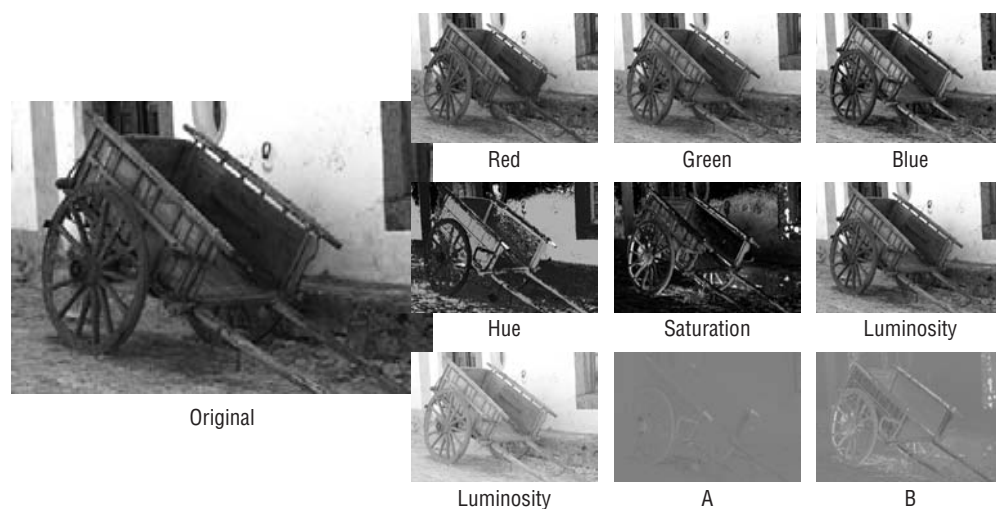 Original
Red
Green
Blue
Hue
Saturation
Luminosity
Luminosity
A
B